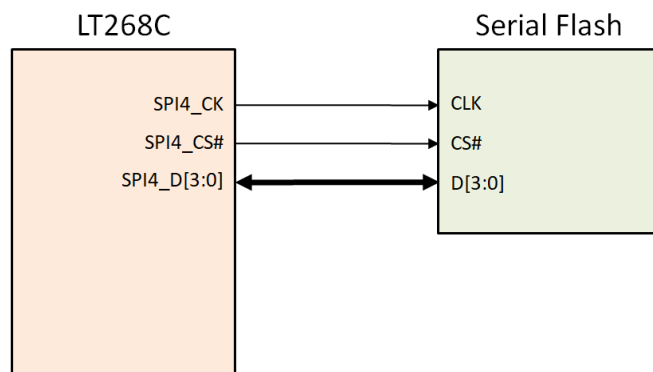 LT268C
Serial Flash
SPI4_CK
CLK
SPI4_CS#
CS#
SPI4_D[3:0]
D[3:0]